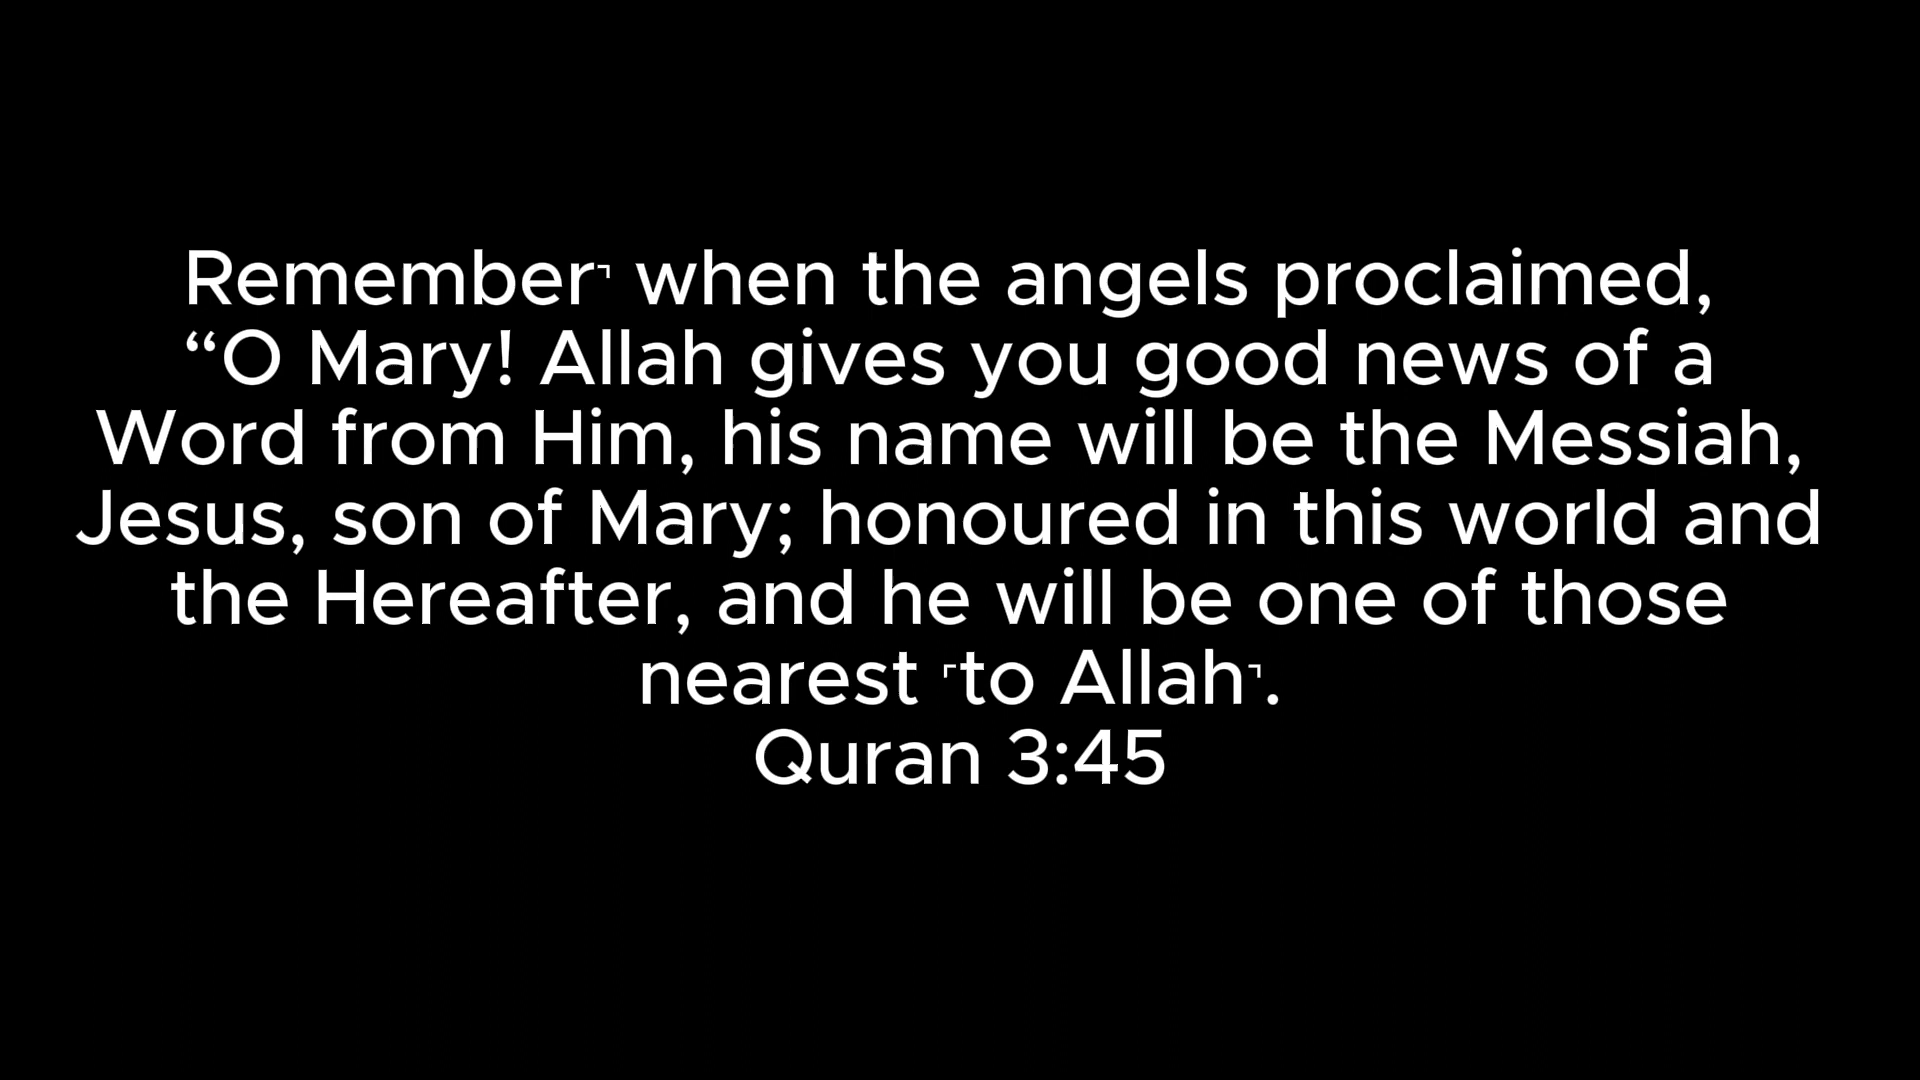 Remember⌝ when the angels proclaimed,
“O Mary! Allah gives you good news of a
Word from Him, his name will be the Messiah,
Jesus, son of Mary; honoured in this world and
the Hereafter, and he will be one of those
nearest ⌜to Allah⌝.
Quran 3:45